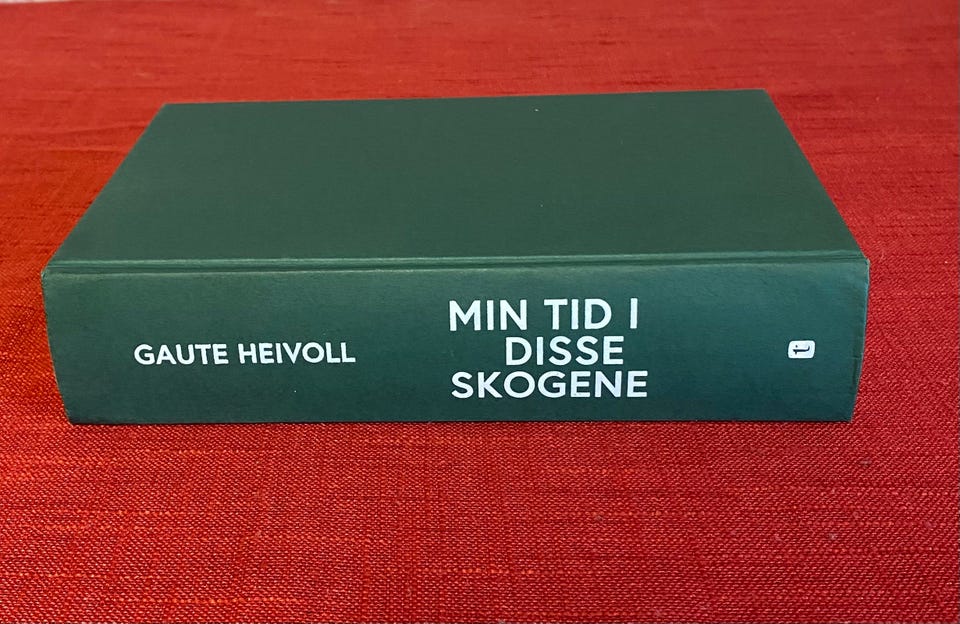 GAUTE HEIVOLL
MIN TID I
DISSE
SKOGENE
t